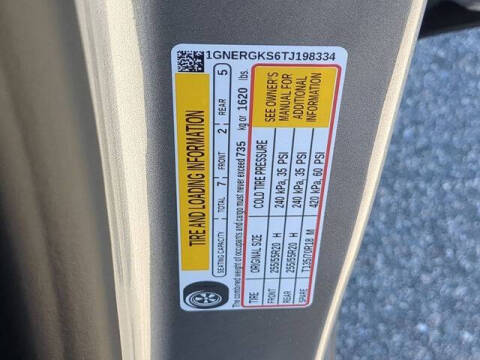 1GNERGKS6TJ198334
TIRE AND LOADING INFORMATION
SEATING CAPACITY TOTAL 7 FRONT 2 REAR 5
The combined weight of occupants and cargo must never exceed 735 kg or 1620 lbs.
TIRE ORIGINAL SIZE COLD TIRE PRESSURE
FRONT 255/55R20 H 240 kPa, 35 PSI
REAR 255/55R20 H 240 kPa, 35 PSI
SPARE T135/70R18 M 420 kPa, 60 PSI
SEE OWNER'S
MANUAL FOR
ADDITIONAL
INFORMATION